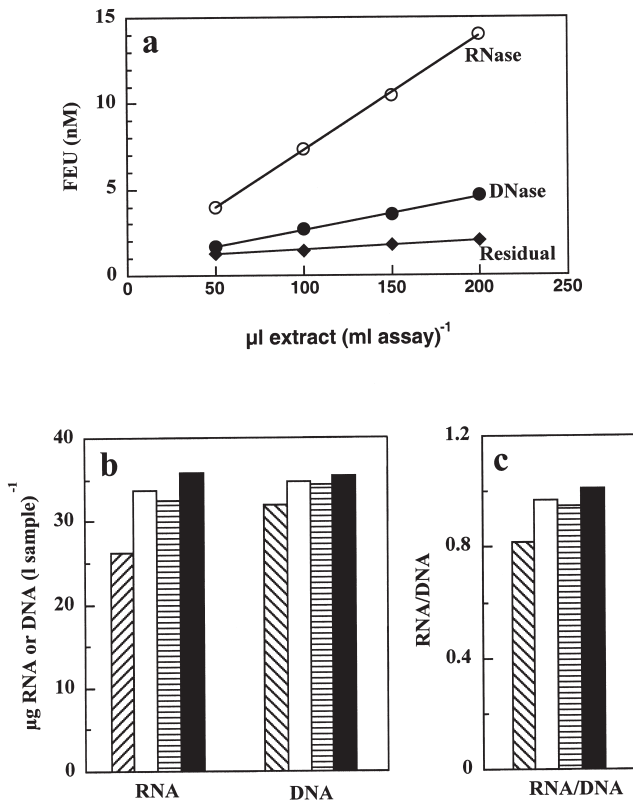 15
a
RNase
10
FEU (nM)
5
DNase
Residual
0
0 50 100 150 200 250
µl extract (ml assay)-1
40
b
30
µg RNA or DNA (l sample) -1
20
10
0
RNA DNA
1.2
c
0.8
RNA/DNA
0.4
0
RNA/DNA